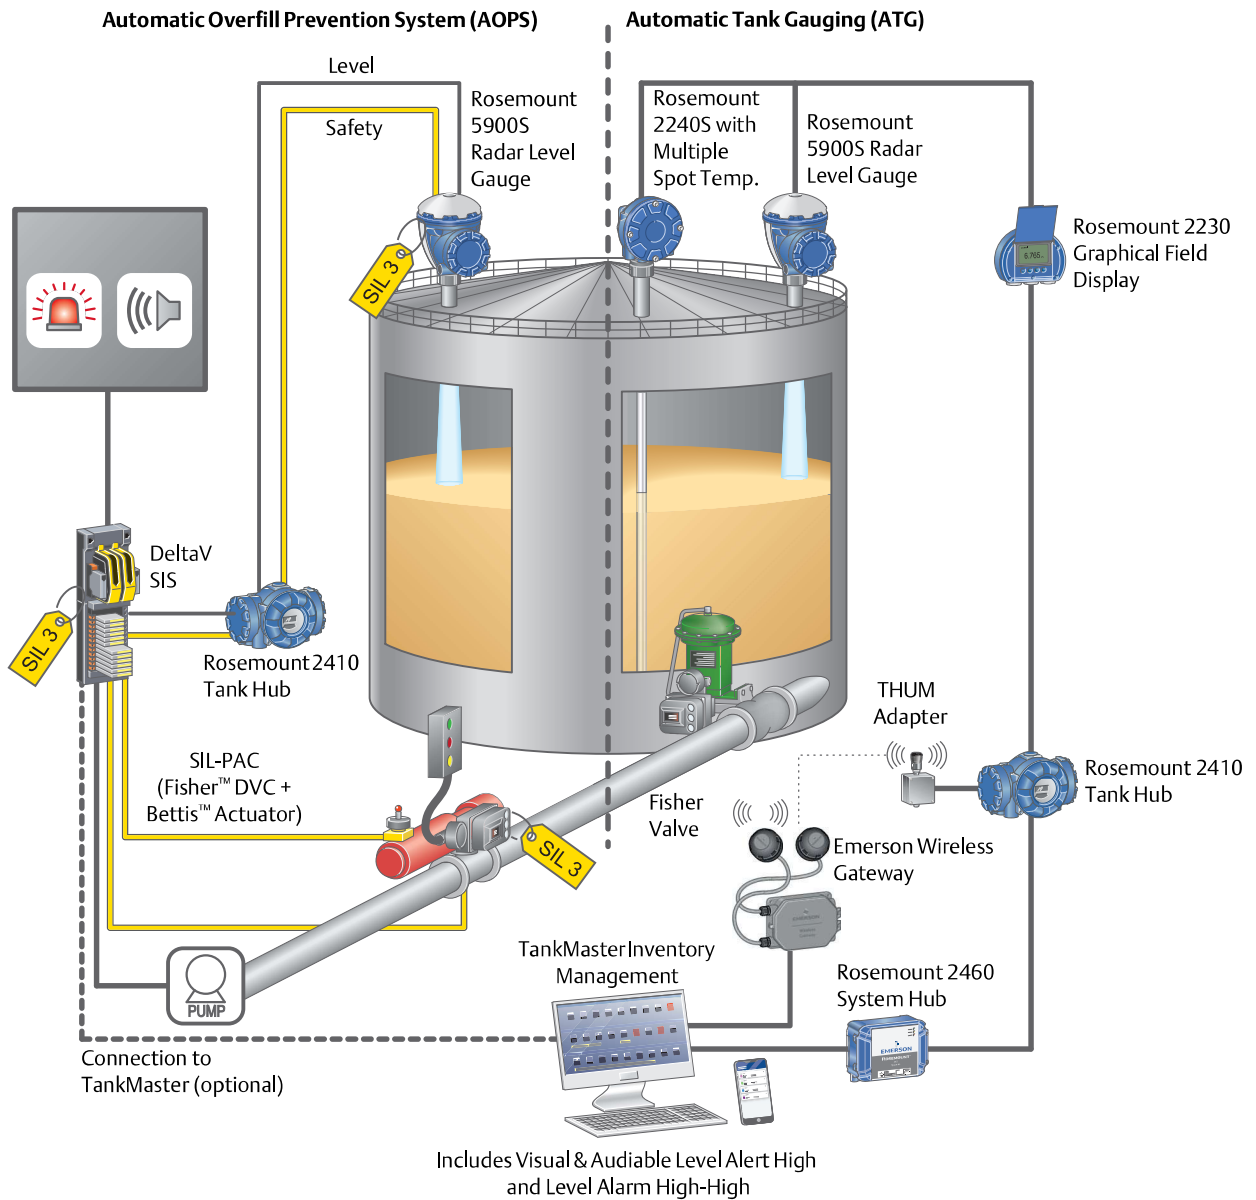 Automatic Overfill Prevention System (AOPS)
Automatic Tank Gauging (ATG)
Level
Safety
Rosemount
5900S
Radar Level
Gauge
Rosemount
2240S with
Multiple
Spot Temp.
Rosemount
5900S Radar
Level Gauge
SIL 3
Rosemount 2230
Graphical Field
Display
6.765
DeltaV
SIS
SIL 3
Rosemount 2410
Tank Hub
SIL-PAC
(Fisher™ DVC +
Bettis™ Actuator)
SIL 3
Fisher
Valve
THUM
Adapter
Rosemount 2410
Tank Hub
Emerson Wireless
Gateway
PUMP
TankMaster Inventory
Management
Rosemount 2460
System Hub
EMERSON
Connection to
TankMaster (optional)
Includes Visual & Audiable Level Alert High
and Level Alarm High-High